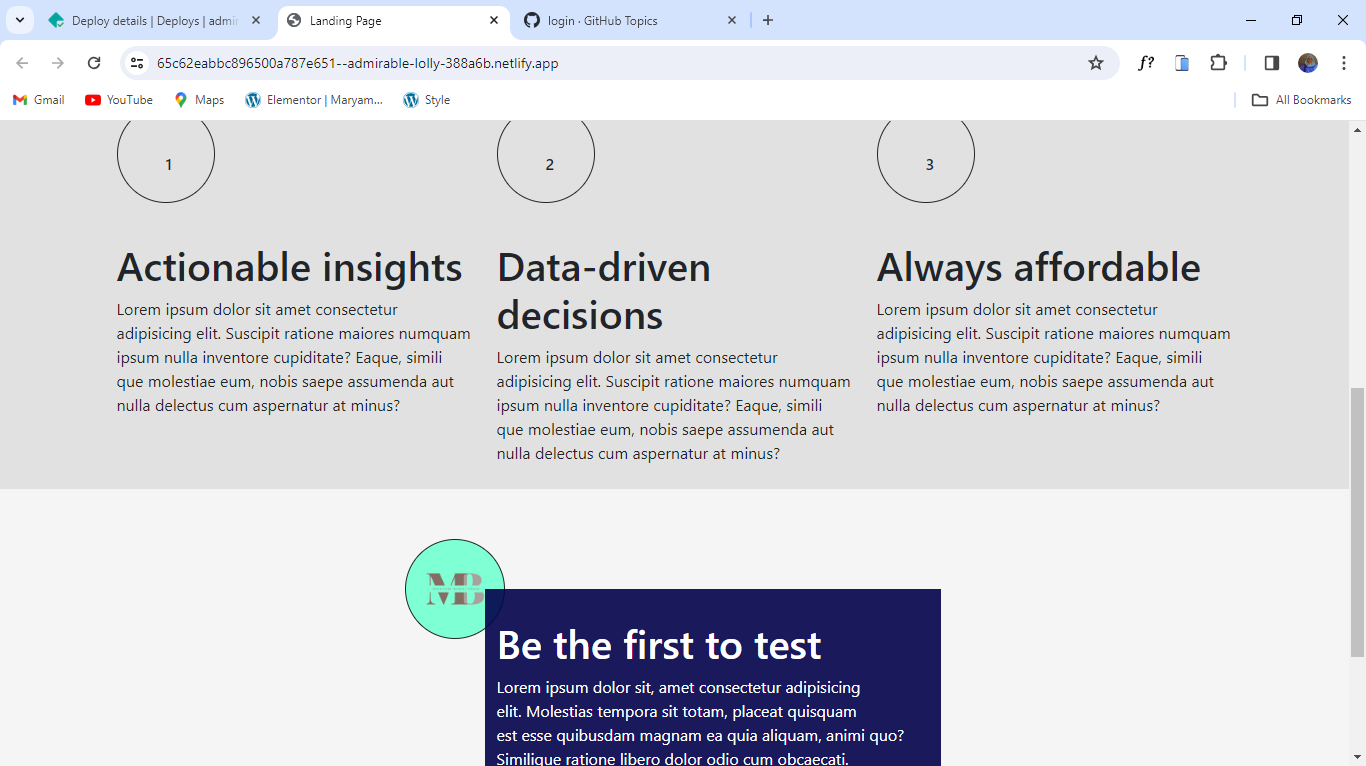 Deploy details | Deploys | admir
Landing Page
login · GitHub Topics
65c62eabbc896500a787e651--admirable-lolly-388a6b.netlify.app
f?
Gmail
YouTube
Maps
Elementor | Maryam...
Style
All Bookmarks
1
2
3
Actionable insights
Lorem ipsum dolor sit amet consectetur
adipisicing elit. Suscipit ratione maiores numquam
ipsum nulla inventore cupiditate? Eaque, simili
que molestiae eum, nobis saepe assumenda aut
nulla delectus cum aspernatur at minus?
Data-driven
decisions
Lorem ipsum dolor sit amet consectetur
adipisicing elit. Suscipit ratione maiores numquam
ipsum nulla inventore cupiditate? Eaque, simili
que molestiae eum, nobis saepe assumenda aut
nulla delectus cum aspernatur at minus?
Always affordable
Lorem ipsum dolor sit amet consectetur
adipisicing elit. Suscipit ratione maiores numquam
ipsum nulla inventore cupiditate? Eaque, simili
que molestiae eum, nobis saepe assumenda aut
nulla delectus cum aspernatur at minus?
MB
Be the first to test
Lorem ipsum dolor sit, amet consectetur adipisicing
elit. Molestias tempora sit totam, placeat quisquam
est esse quibusdam magnam ea quia aliquam, animi quo?
Similique ratione libero dolor odio cum obcaecati.